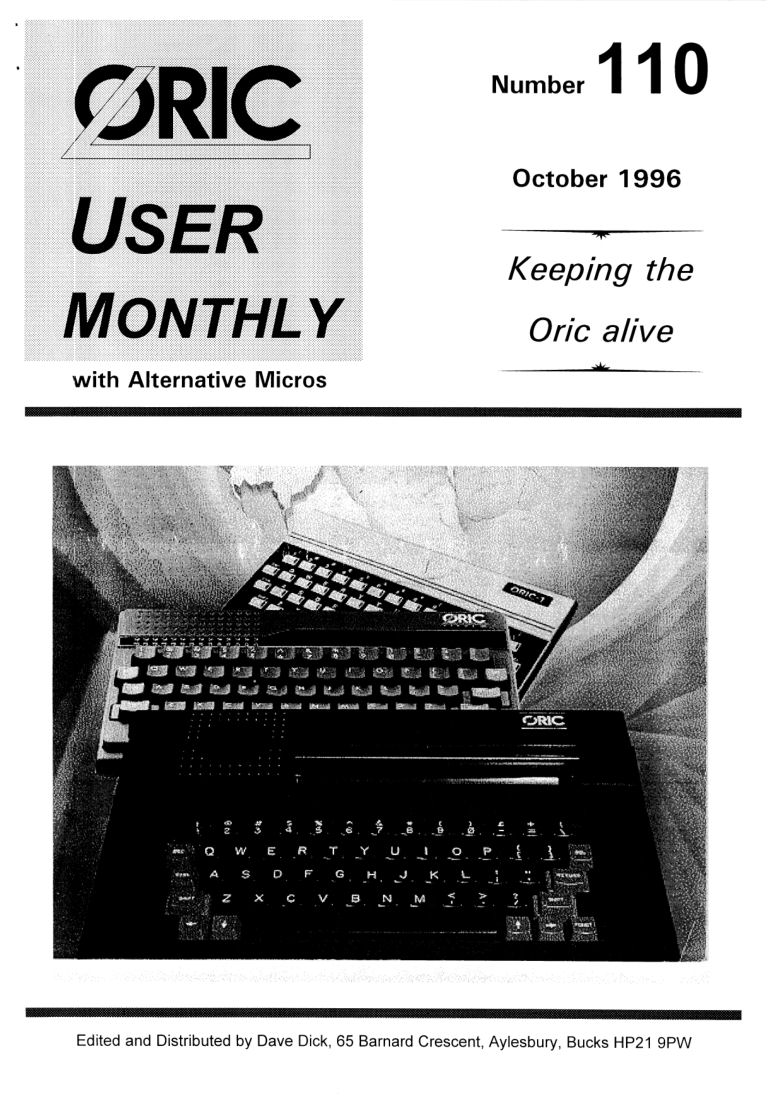 ORIC
USER
MONTHLY
with Alternative Micros
Number 110
October 1996
Keeping the
Oric alive
ORIC-1
ORIC
ORIC
Q W E R T Y U I O P
A S D F G H J K L
Z X C V B N M
Edited and Distributed by Dave Dick, 65 Barnard Crescent, Aylesbury, Bucks HP21 9PW